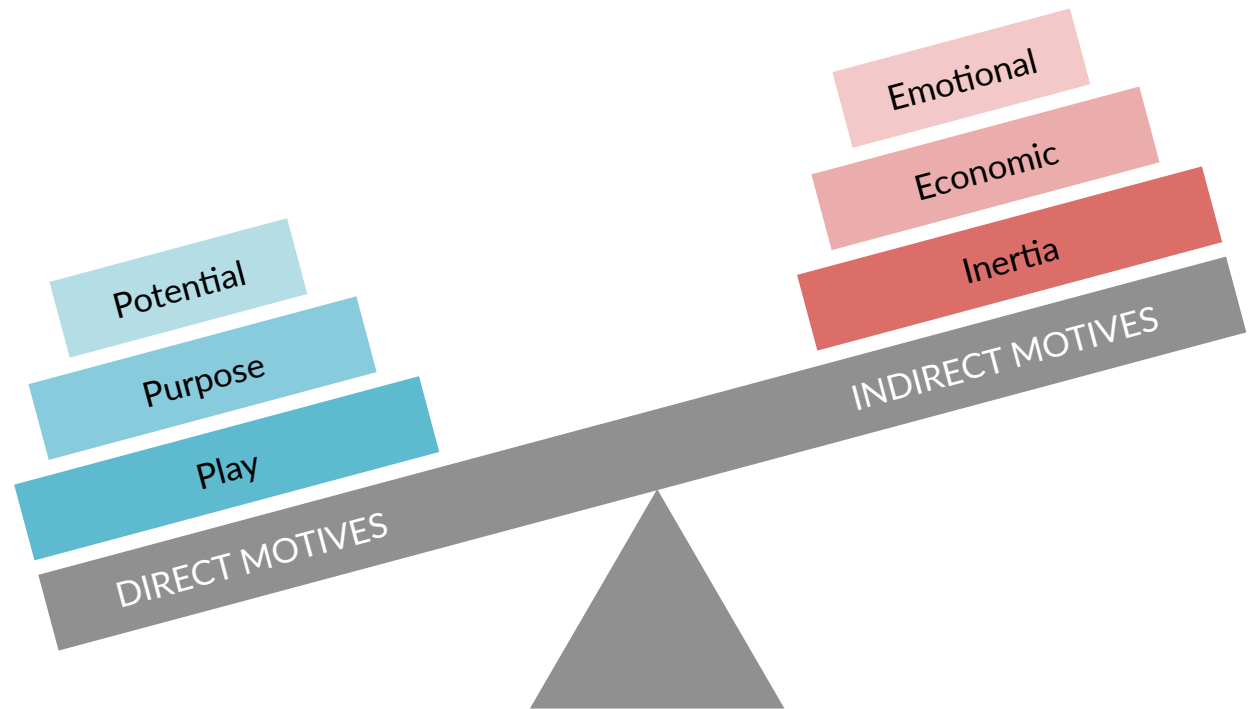 Potential
Purpose
Play
DIRECT MOTIVES
Emotional
Economic
Inertia
INDIRECT MOTIVES